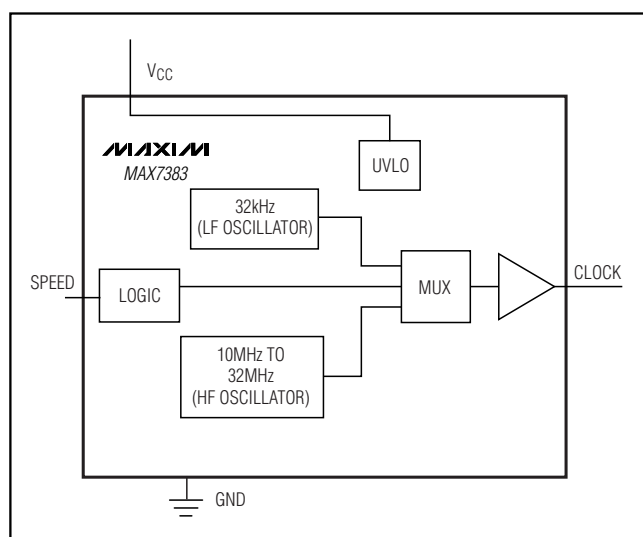 VCC
MAXIM
MAX7383
UVLO
32kHz
(LF OSCILLATOR)
SPEED
LOGIC
MUX
CLOCK
10MHz TO
32MHz
(HF OSCILLATOR)
GND